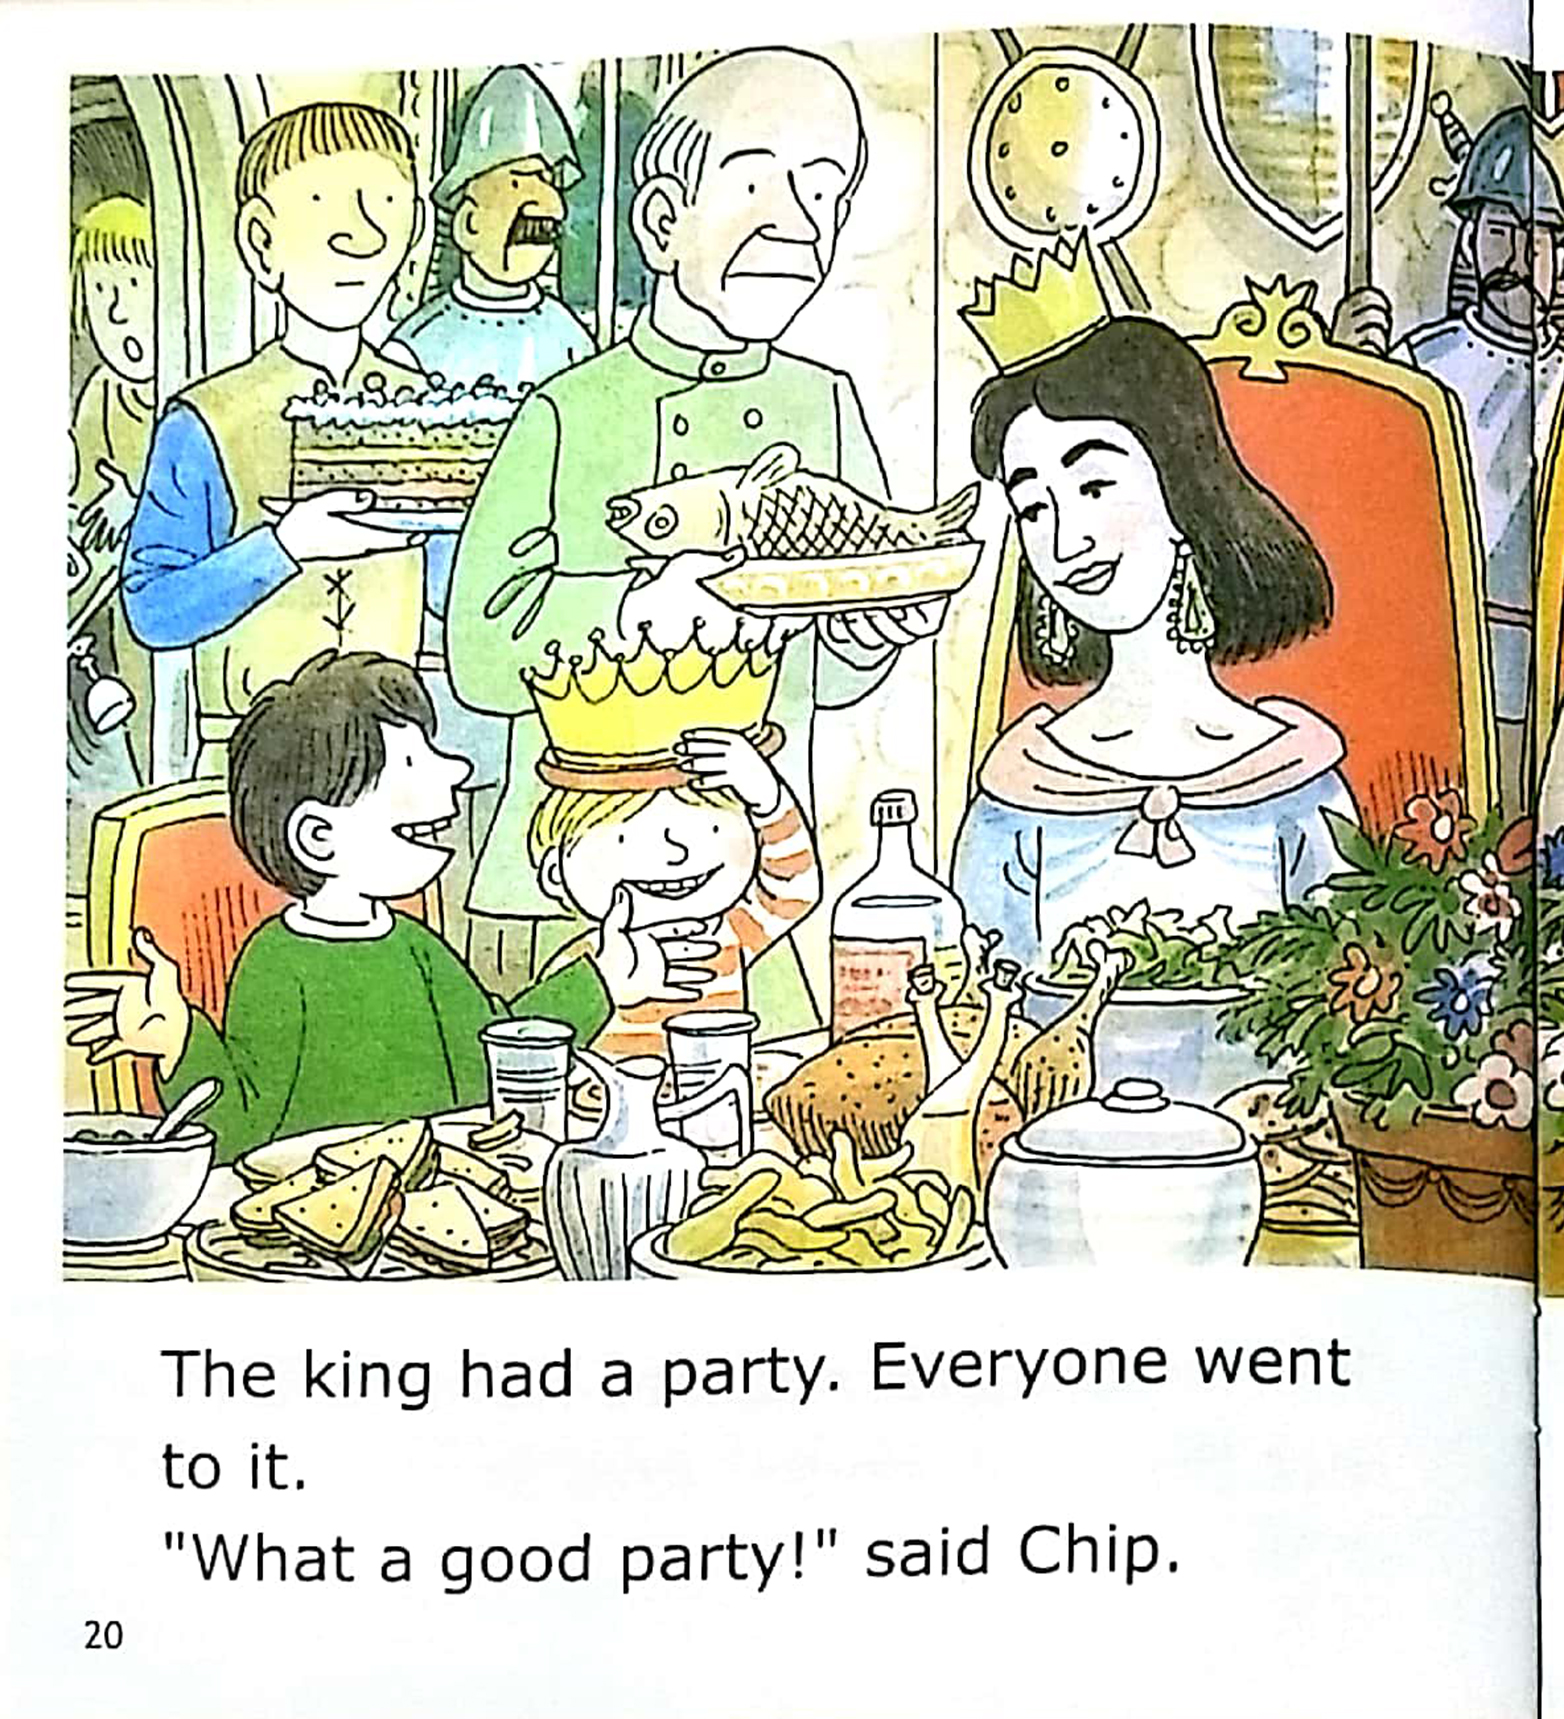 The king had a party. Everyone went
to it.
"What a good party!" said Chip.
20